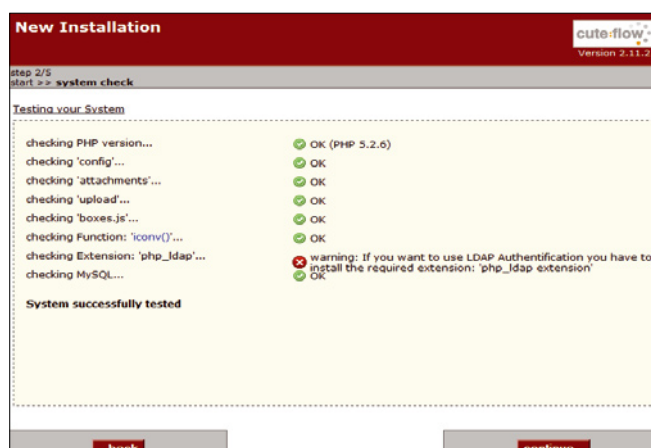 New Installation
cuteflow
Version 2.11.2
step 2/5
start >> system check
Testing your System
checking PHP version... OK (PHP 5.2.6)
checking 'config'... OK
checking 'attachments'... OK
checking 'upload'... OK
checking 'boxes.js'... OK
checking Function: 'iconv()'... OK
checking Extension: 'php_ldap'... warning: If you want to use LDAP Authentification you have to
install the required extension: 'php_ldap extension'
checking MySQL... OK
System successfully tested
back
continue